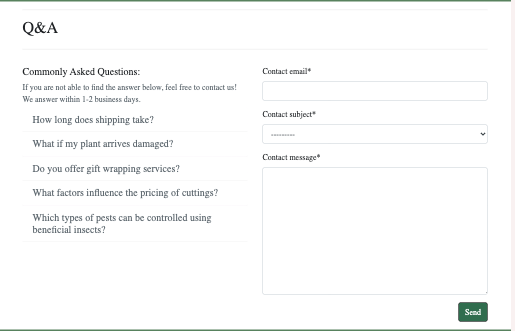 Q&A
Commonly Asked Questions:
If you are not able to find the answer below, feel free to contact us!
We answer within 1-2 business days.
How long does shipping take?
What if my plant arrives damaged?
Do you offer gift wrapping services?
What factors influence the pricing of cuttings?
Which types of pests can be controlled using
beneficial insects?
Contact email*
Contact subject*
---------
Contact message*
Send